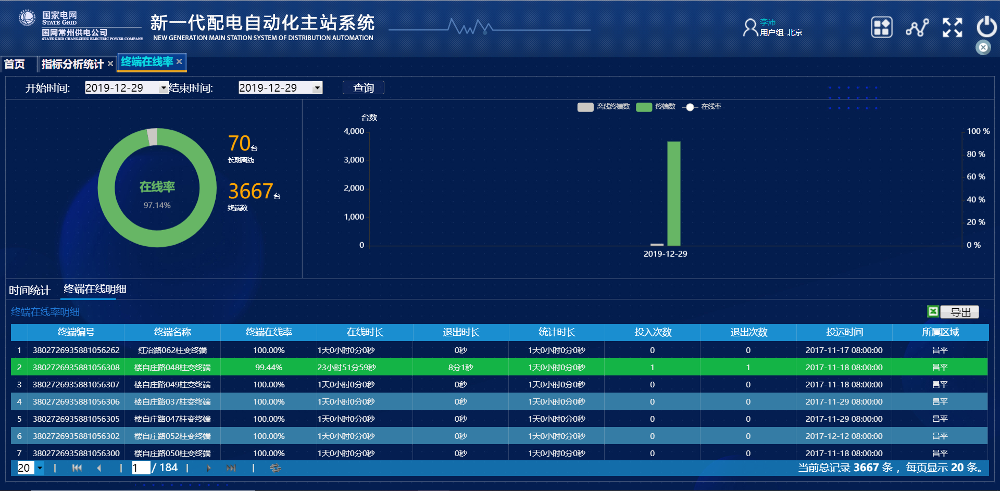 国家电网
STATE GRID
国网常州供电公司
STATE GRID CHANGZHOU ELECTRIC POWER COMPANY
新一代配电自动化主站系统
NEW GENERATION MAIN STATION SYSTEM OF DISTRIBUTION AUTOMATION
李沛
用户组-北京
首页 指标分析统计 × 终端在线率 ×
开始时间: 2019-12-29 结束时间: 2019-12-29 查询
在线率
97.14%
70台
长期离线
3667台
终端数
离线终端数 终端数 在线率
台数
4,000
3,000
2,000
1,000
0
100 %
80 %
60 %
40 %
20 %
0 %
2019-12-29
时间统计 终端在线明细
终端在线率明细 导出
终端编号 终端名称 终端在线率 在线时长 退出时长 统计时长 投入次数 退出次数 投运时间 所属区域
1 3802726935881056262 红冶路062柱变终端 100.00% 1天0小时0分0秒 0秒 1天0小时0分0秒 0 0 2017-11-17 08:00:00 昌平
2 3802726935881056308 楼自庄路048柱变终端 99.44% 23小时51分59秒 8分1秒 1天0小时0分0秒 1 1 2017-11-18 08:00:00 昌平
3 3802726935881056307 楼自庄路049柱变终端 100.00% 1天0小时0分0秒 0秒 1天0小时0分0秒 0 0 2017-11-18 08:00:00 昌平
4 3802726935881056306 楼自庄路037柱变终端 100.00% 1天0小时0分0秒 0秒 1天0小时0分0秒 0 0 2017-11-29 08:00:00 昌平
5 3802726935881056305 楼自庄路047柱变终端 100.00% 1天0小时0分0秒 0秒 1天0小时0分0秒 0 0 2017-11-29 08:00:00 昌平
6 3802726935881056302 楼自庄路052柱变终端 100.00% 1天0小时0分0秒 0秒 1天0小时0分0秒 0 0 2017-12-12 08:00:00 昌平
7 3802726935881056300 楼自庄路050柱变终端 100.00% 1天0小时0分0秒 0秒 1天0小时0分0秒 0 0 2017-11-18 08:00:00 昌平
20 | | 1 / 184 | | 当前总记录 3667 条，每页显示 20 条。